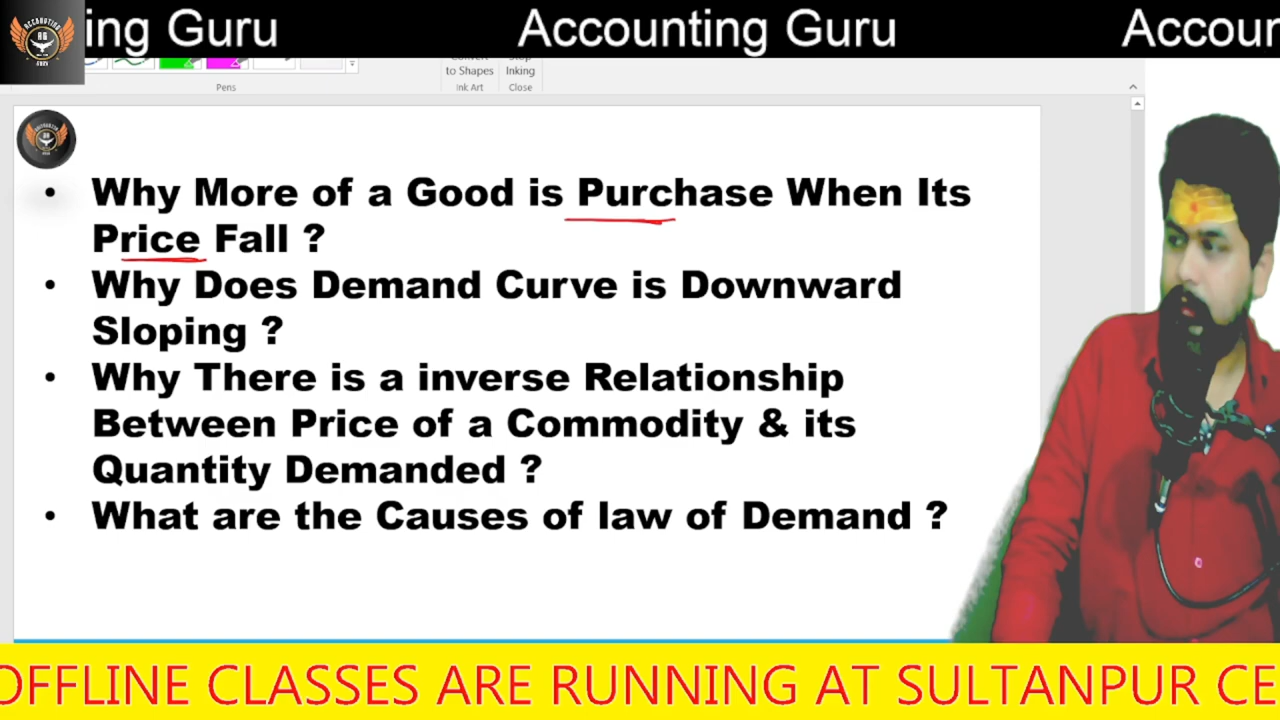 ing Guru Accounting Guru Accoun
to Shapes Inking
Pens Ink Art Close
• Why More of a Good is Purchase When Its
Price Fall ?
• Why Does Demand Curve is Downward
Sloping ?
• Why There is a inverse Relationship
Between Price of a Commodity & its
Quantity Demanded ?
• What are the Causes of law of Demand ?
OFFLINE CLASSES ARE RUNNING AT SULTANPUR CE